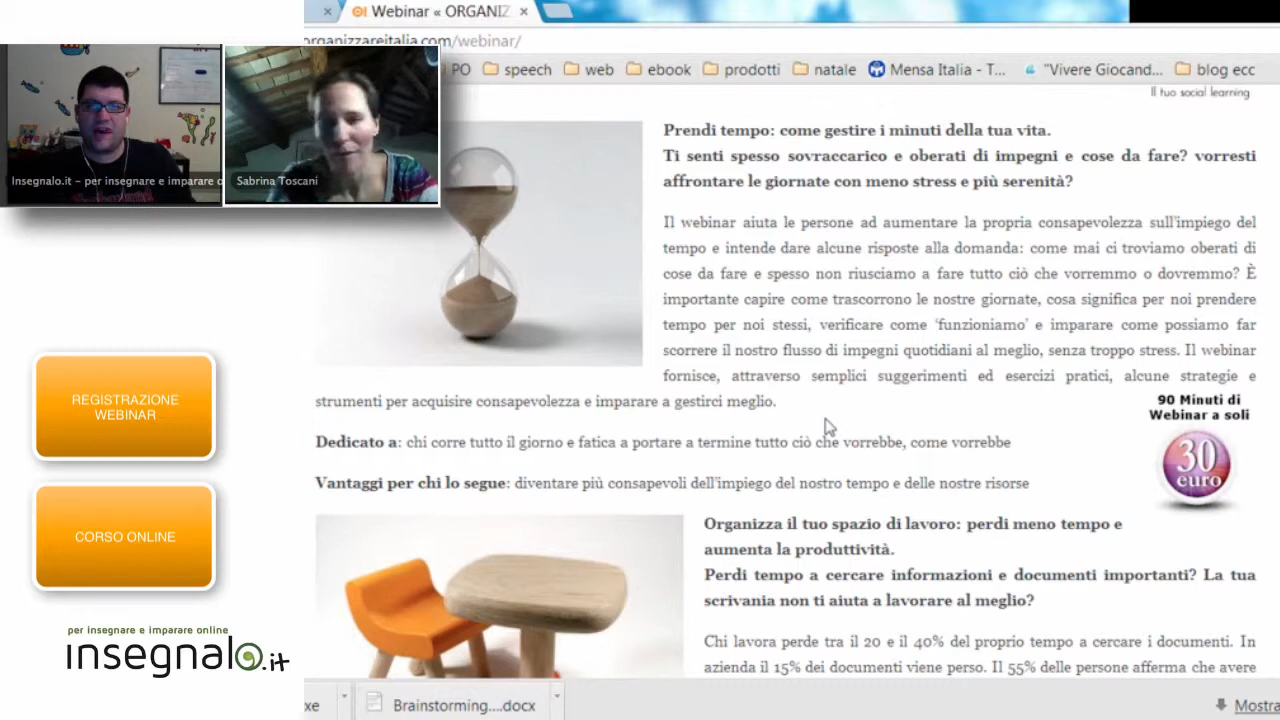 Webinar « ORGANIZ
organizzareitalia.com/webinar/
PO
speech
web
ebook
prodotti
natale
Mensa Italia - T...
"Vivere Giocand...
blog ecc
Il tuo social learning
Insegnalo.it - per insegnare e imparare o
Sabrina Toscani
Prendi tempo: come gestire i minuti della tua vita.
Ti senti spesso sovraccarico e oberati di impegni e cose da fare? vorresti
affrontare le giornate con meno stress e più serenità?
Il webinar aiuta le persone ad aumentare la propria consapevolezza sull'impiego del
tempo e intende dare alcune risposte alla domanda: come mai ci troviamo oberati di
cose da fare e spesso non riusciamo a fare tutto ciò che vorremmo o dovremmo? È
importante capire come trascorrono le nostre giornate, cosa significa per noi prendere
tempo per noi stessi, verificare come 'funzioniamo' e imparare come possiamo far
scorrere il nostro flusso di impegni quotidiani al meglio, senza troppo stress. Il webinar
fornisce, attraverso semplici suggerimenti ed esercizi pratici, alcune strategie e
strumenti per acquisire consapevolezza e imparare a gestirci meglio.
90 Minuti di
Webinar a soli
30
euro
Dedicato a: chi corre tutto il giorno e fatica a portare a termine tutto ciò che vorrebbe, come vorrebbe
Vantaggi per chi lo segue: diventare più consapevoli dell'impiego del nostro tempo e delle nostre risorse
Organizza il tuo spazio di lavoro: perdi meno tempo e
aumenta la produttività.
Perdi tempo a cercare informazioni e documenti importanti? La tua
scrivania non ti aiuta a lavorare al meglio?
Chi lavora perde tra il 20 e il 40% del proprio tempo a cercare i documenti. In
azienda il 15% dei documenti viene perso. Il 55% delle persone afferma che avere
REGISTRAZIONE
WEBINAR
CORSO ONLINE
per insegnare e imparare online
insegnalo.it
xe
Brainstorming....docx
Mostra